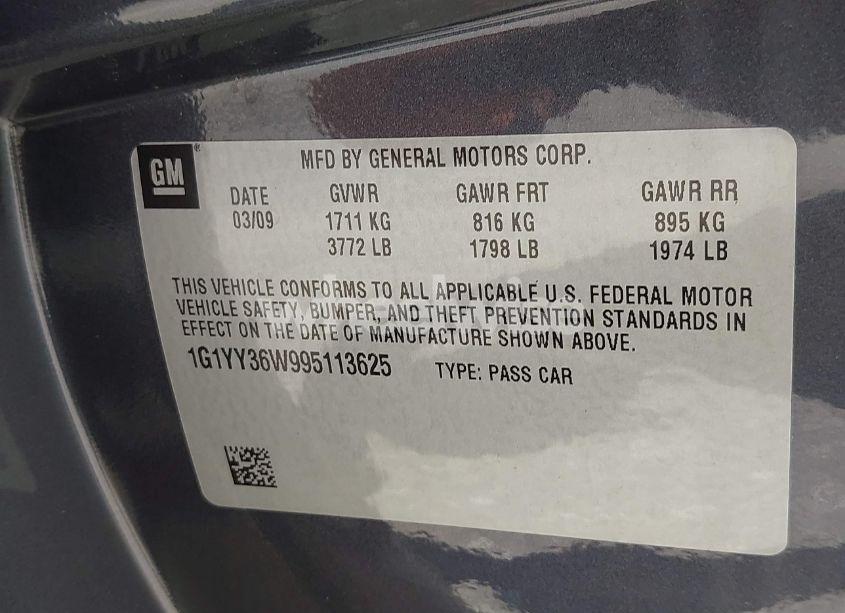 GM
MFD BY GENERAL MOTORS CORP.
DATE GVWR GAWR FRT GAWR RR
03/09 1711 KG 816 KG 895 KG
3772 LB 1798 LB 1974 LB
THIS VEHICLE CONFORMS TO ALL APPLICABLE U.S. FEDERAL MOTOR
VEHICLE SAFETY, BUMPER, AND THEFT PREVENTION STANDARDS IN
EFFECT ON THE DATE OF MANUFACTURE SHOWN ABOVE.
1G1YY36W995113625 TYPE: PASS CAR